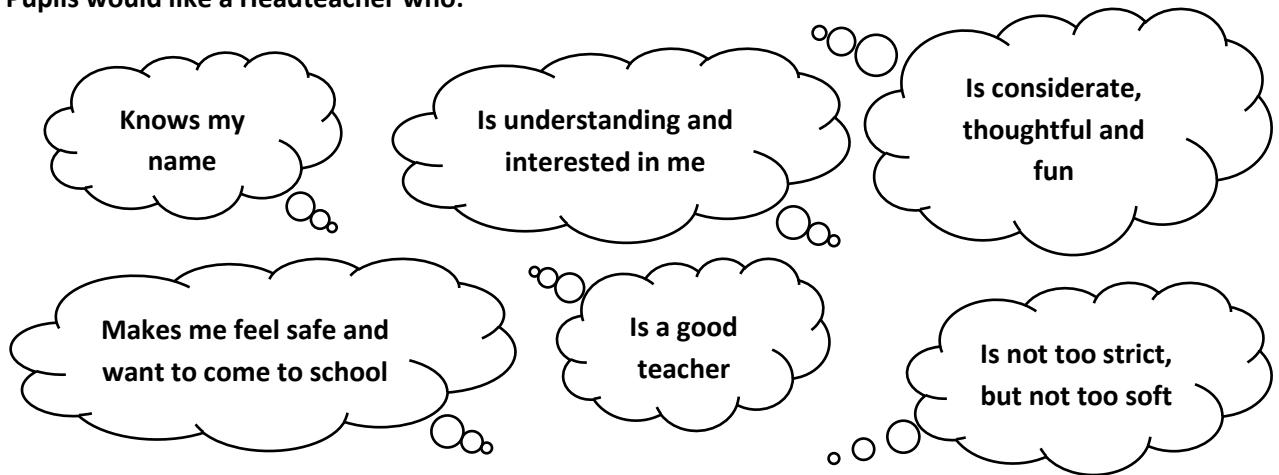 Pupils would like a Headteacher who:
Knows my
name
Is understanding and
interested in me
Is considerate,
thoughtful and
fun
Makes me feel safe and
want to come to school
Is a good
teacher
Is not too strict,
but not too soft